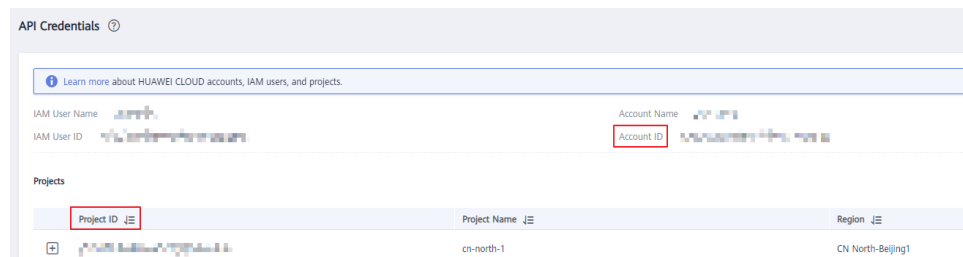 API Credentials ?
Learn more about HUAWEI CLOUD accounts, IAM users, and projects.
IAM User Name
Account Name
IAM User ID
Account ID
Projects
Project ID
Project Name
Region
cn-north-1
CN North-Beijing1